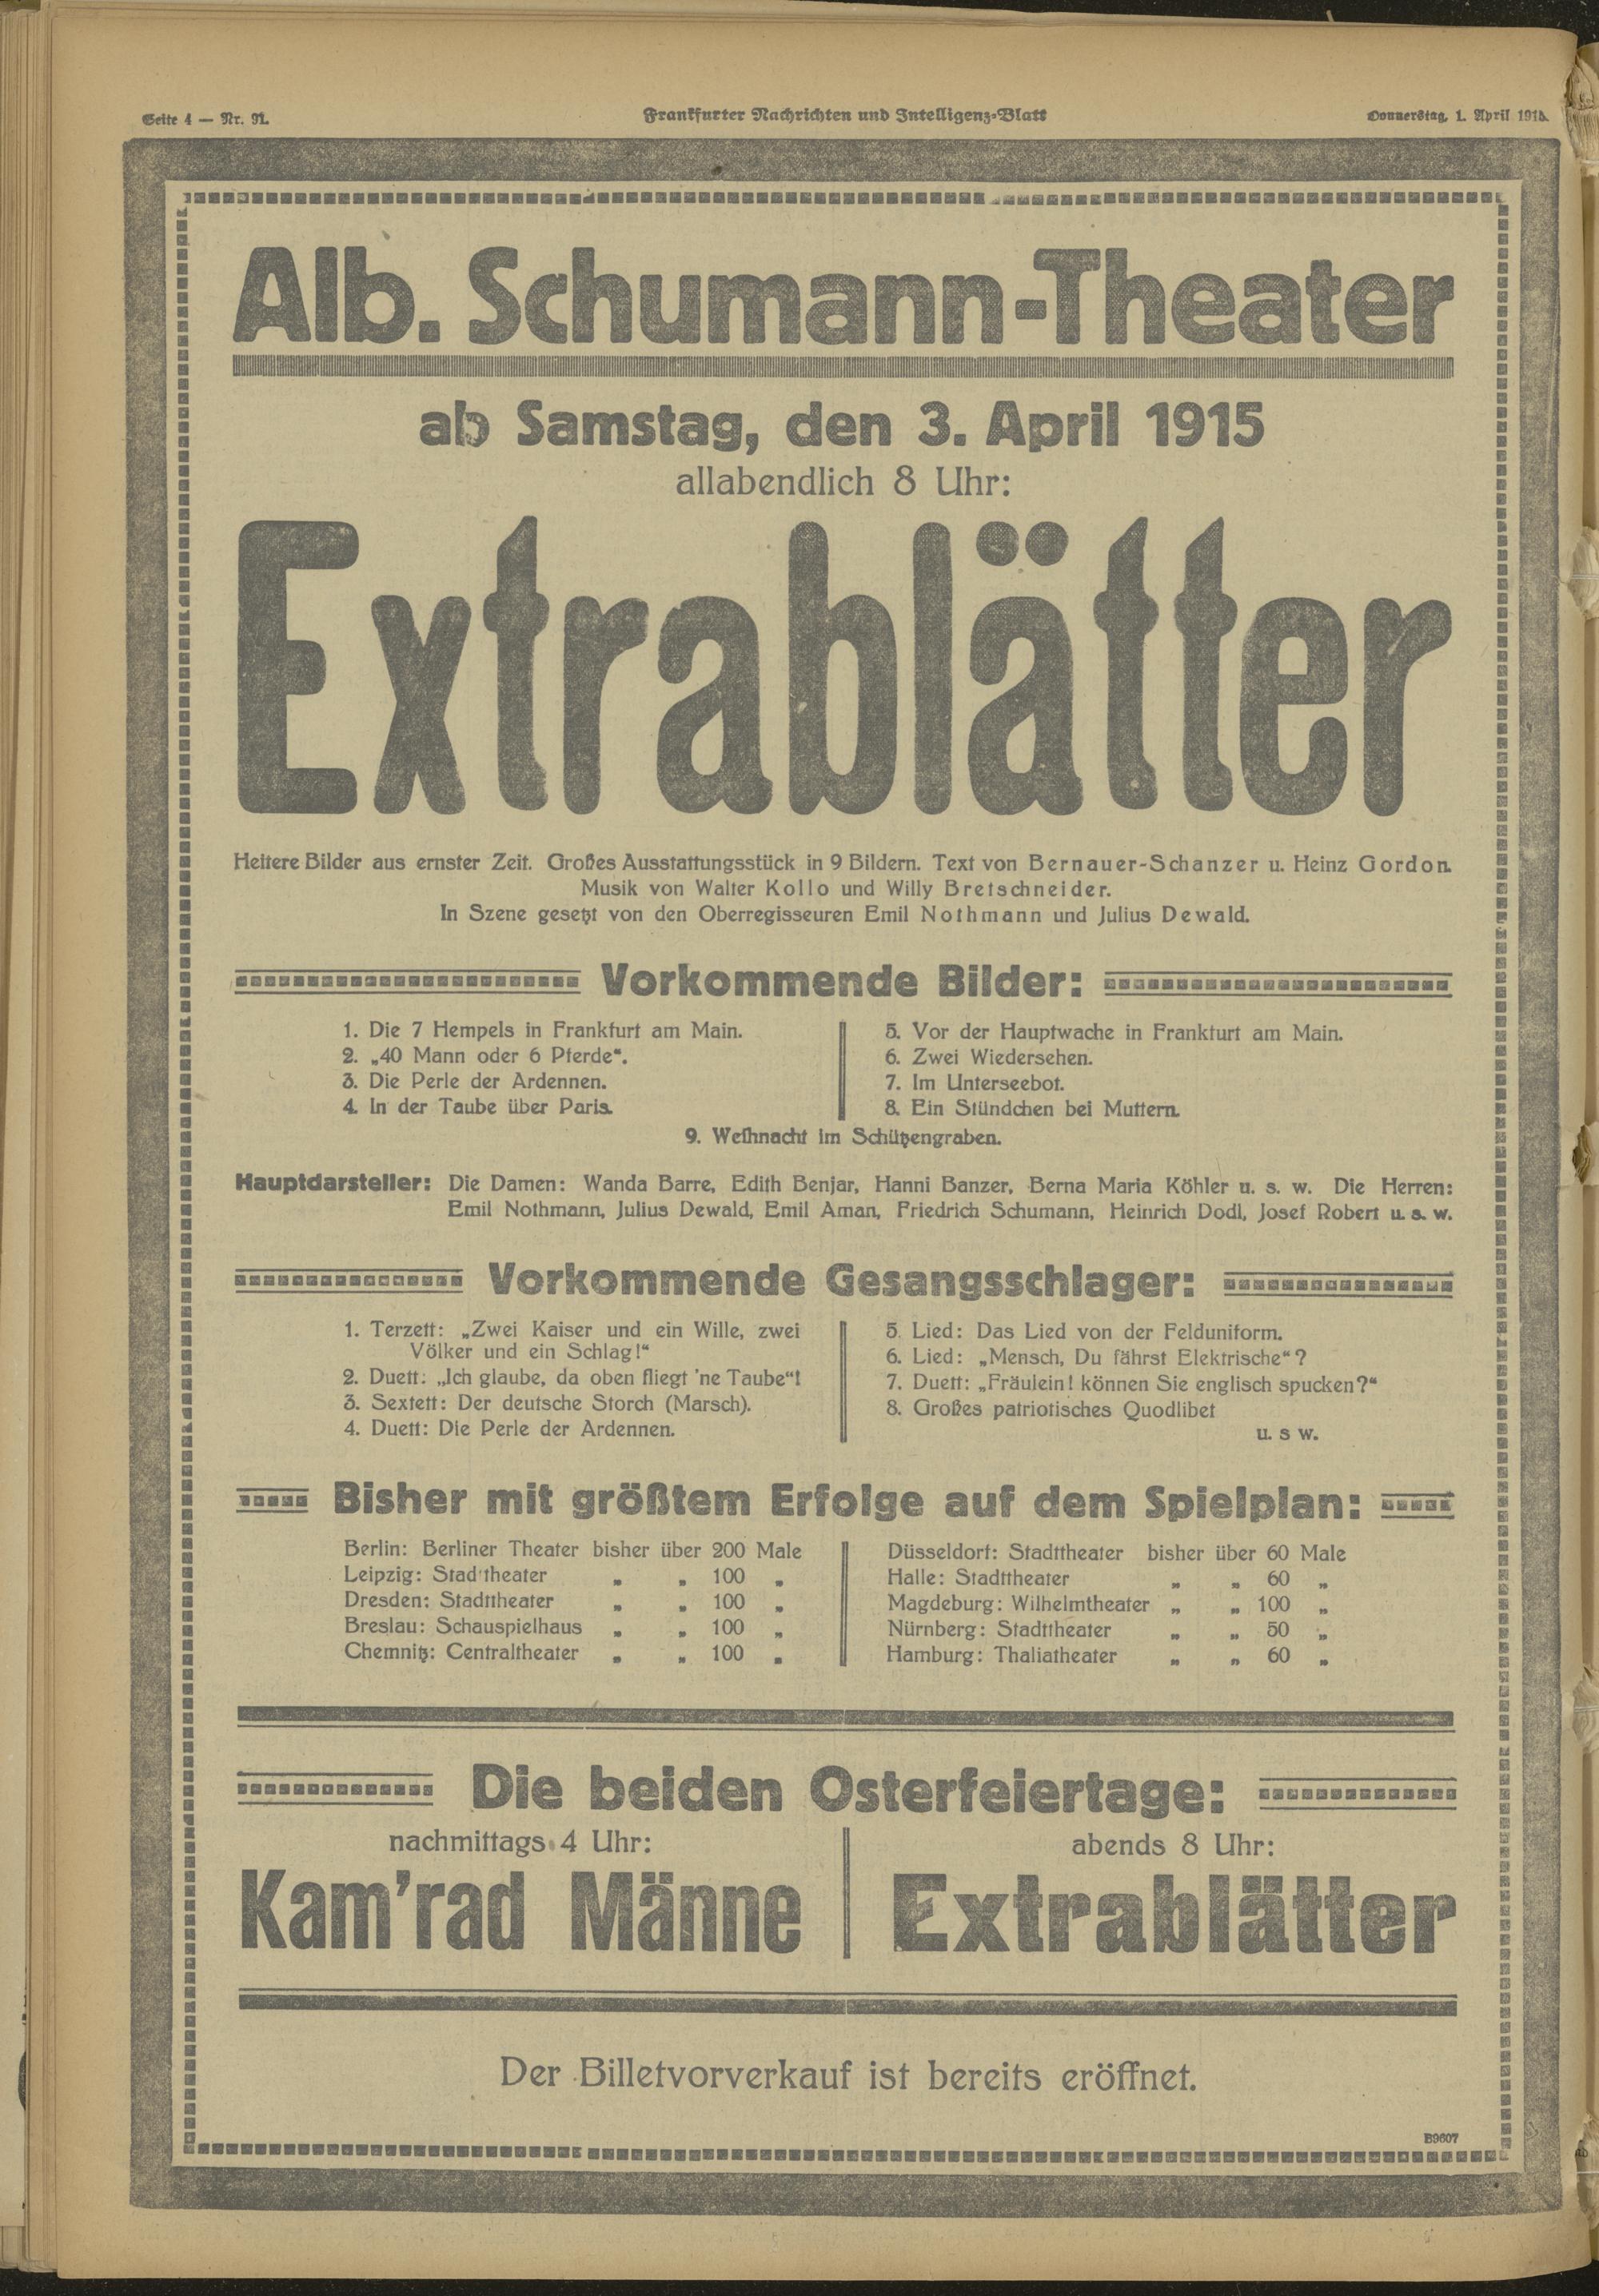 Seite 4 — Nr. 91.
Frankfurter Nachrichten und Intelligenz-Blatt
Donnerstag, 1. April 1915.
Alb. Schumann-Theater
ab Samstag, den 3. April 1915
allabendlich 8 Uhr:
Extrablätter
Heitere Bilder aus ernster Zeit. Großes Ausstattungsstück in 9 Bildern. Text von Bernauer-Schanzer u. Heinz Gordon.
Musik von Walter Kollo und Willy Bretschneider.
In Szene gesetzt von den Oberregisseuren Emil Nothmann und Julius Dewald.
Vorkommende Bilder:
1. Die 7 Hempels in Frankfurt am Main.
2. „40 Mann oder 6 Pferde“.
3. Die Perle der Ardennen.
4. In der Taube über Paris.
5. Vor der Hauptwache in Frankfurt am Main.
6. Zwei Wiedersehen.
7. Im Unterseebot.
8. Ein Stündchen bei Muttern.
9. Weihnacht im Schützengraben.
Hauptdarsteller: Die Damen: Wanda Barre, Edith Benjar, Hanni Banzer, Berna Maria Köhler u. s. w. Die Herren:
Emil Nothmann, Julius Dewald, Emil Aman, Friedrich Schumann, Heinrich Dodl, Josef Robert u. s. w.
Vorkommende Gesangsschlager:
1. Terzett: „Zwei Kaiser und ein Wille, zwei
Völker und ein Schlag!“
2. Duett: „Ich glaube, da oben fliegt 'ne Taube“!
3. Sextett: Der deutsche Storch (Marsch).
4. Duett: Die Perle der Ardennen.
5. Lied: Das Lied von der Felduniform.
6. Lied: „Mensch, Du fährst Elektrische“?
7. Duett: „Fräulein! können Sie englisch spucken?“
8. Großes patriotisches Quodlibet
u. s w.
Bisher mit größtem Erfolge auf dem Spielplan:
Berlin: Berliner Theater bisher über 200 Male
Leipzig: Stadttheater „ „ 100 „
Dresden: Stadttheater „ „ 100 „
Breslau: Schauspielhaus „ „ 100 „
Chemnitz: Centraltheater „ „ 100 „
Düsseldorf: Stadttheater bisher über 60 Male
Halle: Stadttheater „ „ 60 „
Magdeburg: Wilhelmtheater „ „ 100 „
Nürnberg: Stadttheater „ „ 50 „
Hamburg: Thaliatheater „ „ 60 „
Die beiden Osterfeiertage:
nachmittags 4 Uhr:
Kam'rad Männe
abends 8 Uhr:
Extrablätter
Der Billetvorverkauf ist bereits eröffnet.
B9607